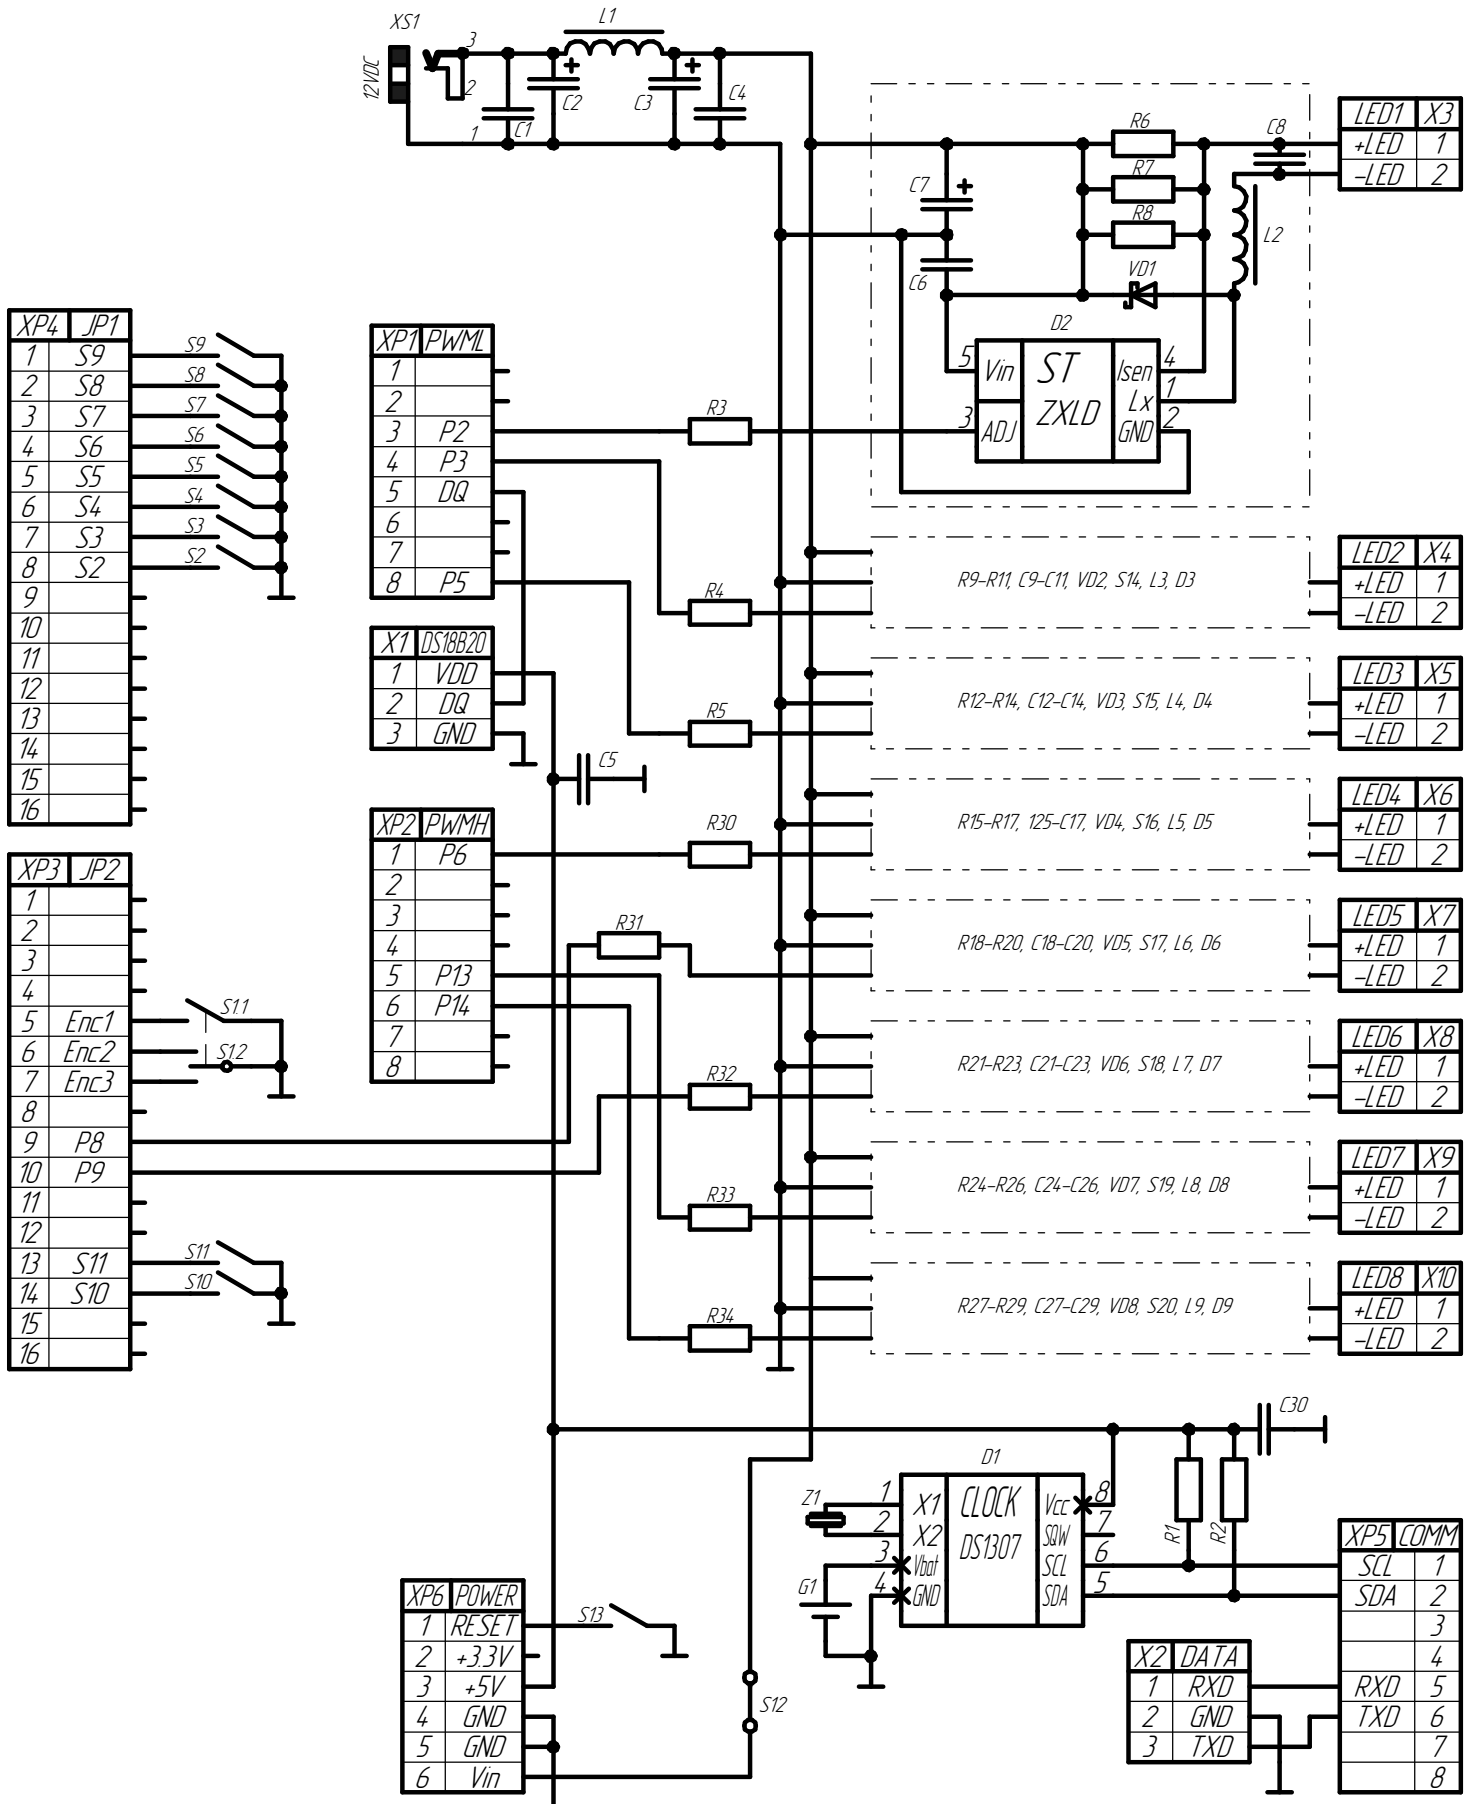 XS1
12VDC
3
2
1
L1
C1
C2
C3
C4
R6
R7
R8
C7
C6
C8
L2
VD1
D2
5 Vin
3 ADJ
ST
ZXLD
Isen 4
Lx 1
GND 2
LED1 X3
+LED 1
-LED 2
XP4 JP1
1 S9
2 S8
3 S7
4 S6
5 S5
6 S4
7 S3
8 S2
9
10
11
12
13
14
15
16
S9
S8
S7
S6
S5
S4
S3
S2
XP1 PWML
1
2
3 P2
4 P3
5 DQ
6
7
8 P5
R3
R4
R5
X1 DS18B20
1 VDD
2 DQ
3 GND
C5
R9-R11, C9-C11, VD2, S14, L3, D3
LED2 X4
+LED 1
-LED 2
R12-R14, C12-C14, VD3, S15, L4, D4
LED3 X5
+LED 1
-LED 2
XP2 PWMH
1 P6
2
3
4
5 P13
6 P14
7
8
R30
R31
R32
R33
R34
R15-R17, 125-C17, VD4, S16, L5, D5
LED4 X6
+LED 1
-LED 2
R18-R20, C18-C20, VD5, S17, L6, D6
LED5 X7
+LED 1
-LED 2
R21-R23, C21-C23, VD6, S18, L7, D7
LED6 X8
+LED 1
-LED 2
R24-R26, C24-C26, VD7, S19, L8, D8
LED7 X9
+LED 1
-LED 2
R27-R29, C27-C29, VD8, S20, L9, D9
LED8 X10
+LED 1
-LED 2
XP3 JP2
1
2
3
4
5 Enc1
6 Enc2
7 Enc3
8
9 P8
10 P9
11
12
13 S11
14 S10
15
16
S1.1
S1.2
S11
S10
C30
D1
Z1
G1
1 X1
2 X2
3 Vbat
4 GND
CLOCK
DS1307
Vcc 8
SQW 7
SCL 6
SDA 5
R1
R2
XP5 COMM
SCL 1
SDA 2
3
4
RXD 5
TXD 6
7
8
XP6 POWER
1 RESET
2 +3.3V
3 +5V
4 GND
5 GND
6 Vin
S13
S12
X2 DATA
1 RXD
2 GND
3 TXD